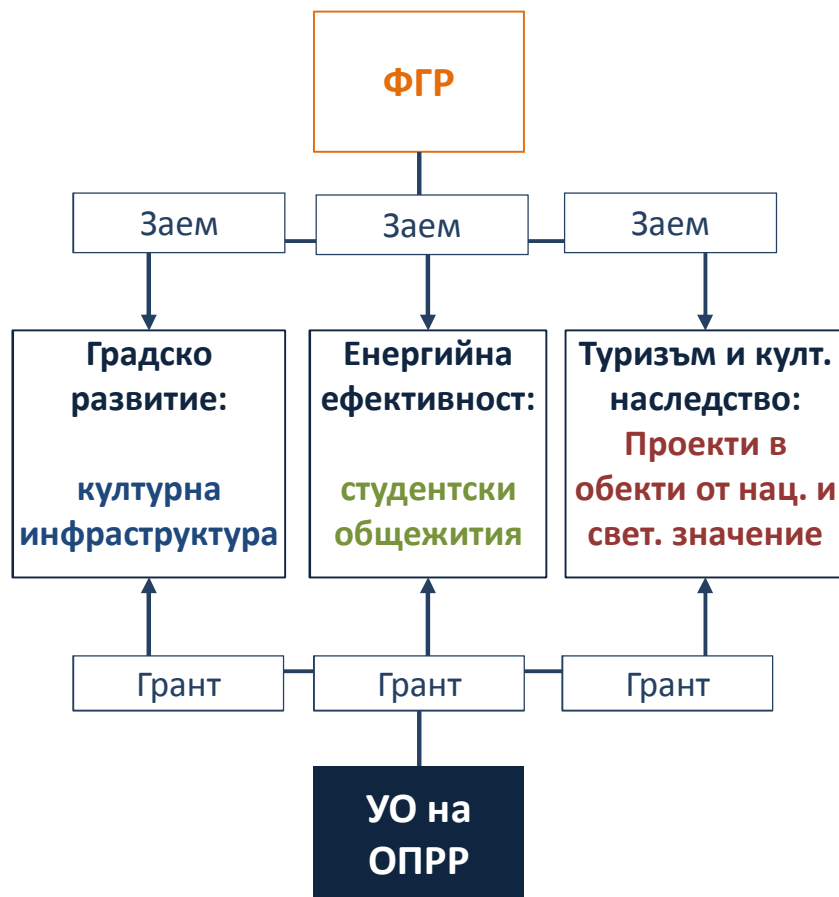 ФГР
Заем
Заем
Заем
Градско
развитие:
културна
инфраструктура
Енергийна
ефективност:
студентски
общежития
Туризъм и култ.
наследство:
Проекти в
обекти от нац. и
свет. значение
Грант
Грант
Грант
УО на
ОПРР